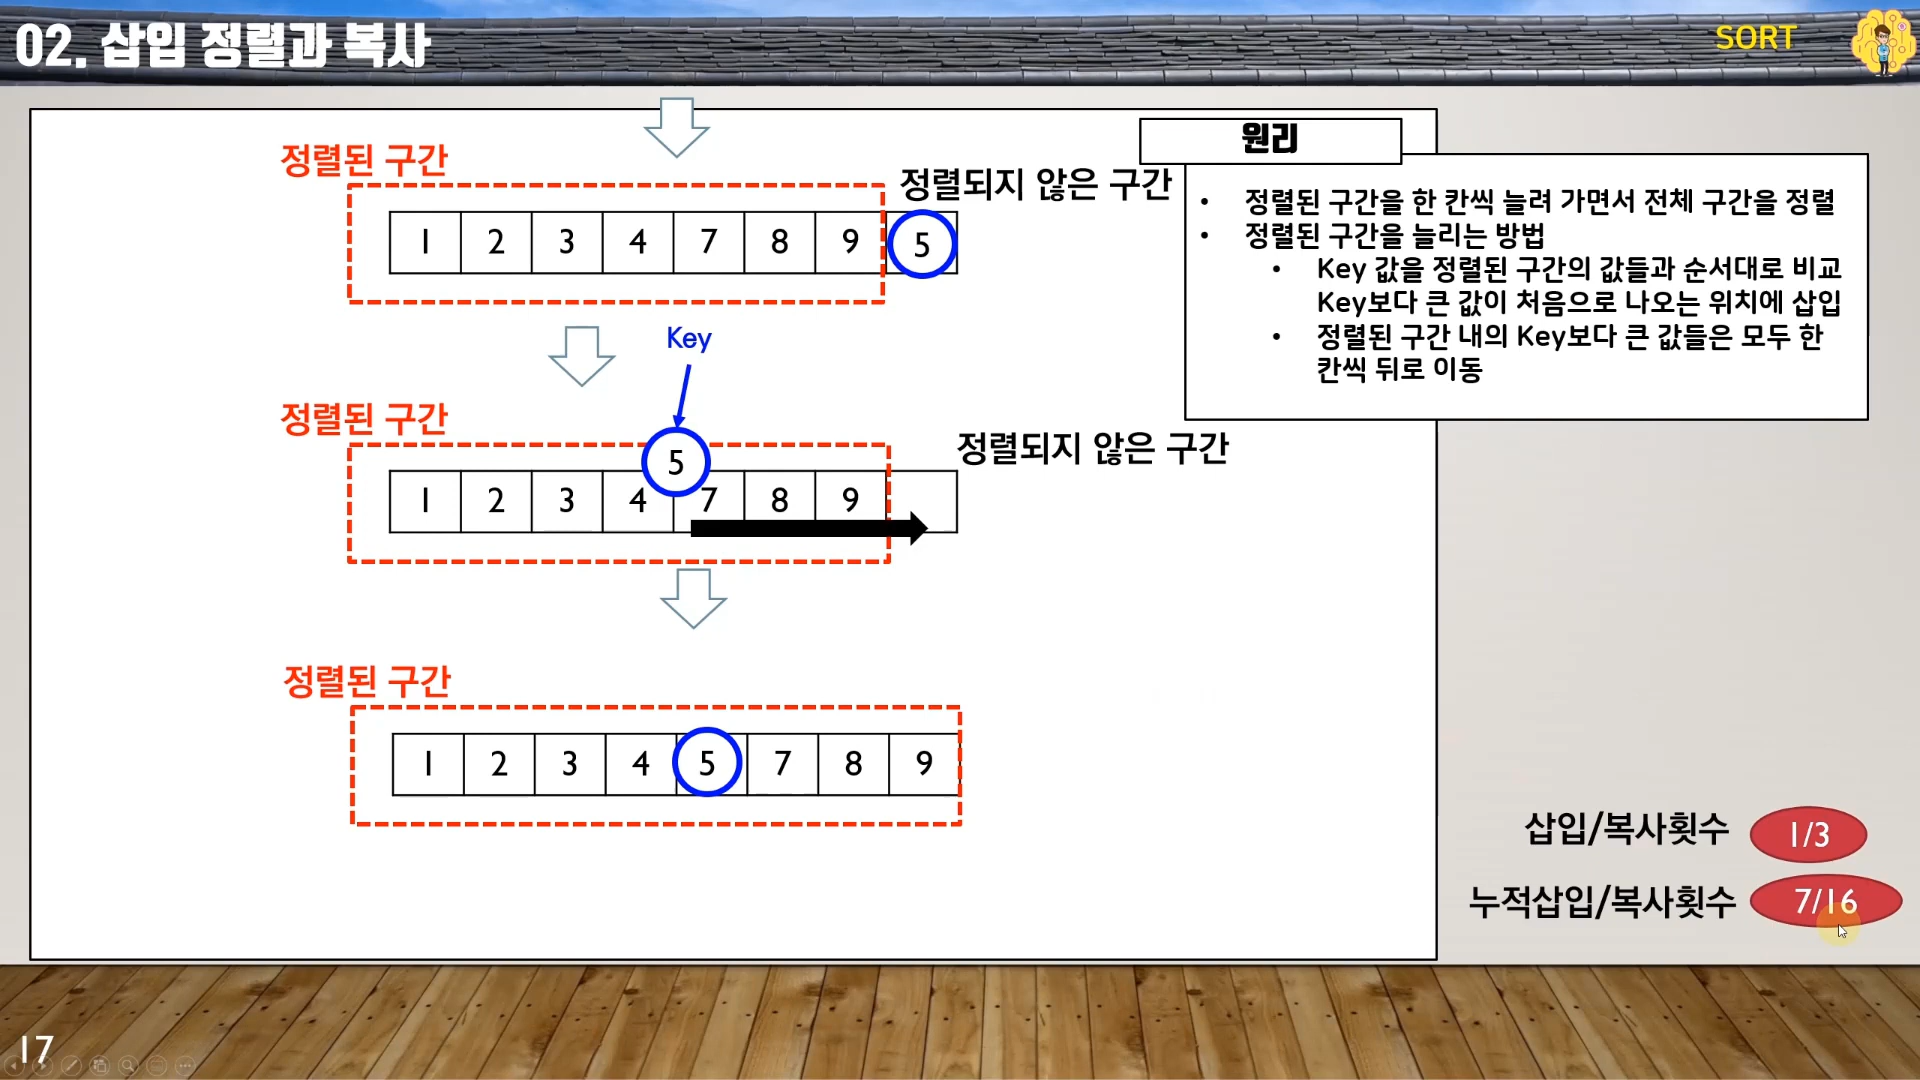 02. 삽입 정렬과 복사
SORT
정렬된 구간
정렬되지 않은 구간
1 2 3 4 7 8 9 5
Key
정렬된 구간
정렬되지 않은 구간
5
1 2 3 4 7 8 9
정렬된 구간
1 2 3 4 5 7 8 9
원리
• 정렬된 구간을 한 칸씩 늘려 가면서 전체 구간을 정렬
• 정렬된 구간을 늘리는 방법
• Key 값을 정렬된 구간의 값들과 순서대로 비교
Key보다 큰 값이 처음으로 나오는 위치에 삽입
• 정렬된 구간 내의 Key보다 큰 값들은 모두 한
칸씩 뒤로 이동
삽입/복사횟수 1/3
누적삽입/복사횟수 7/16
17